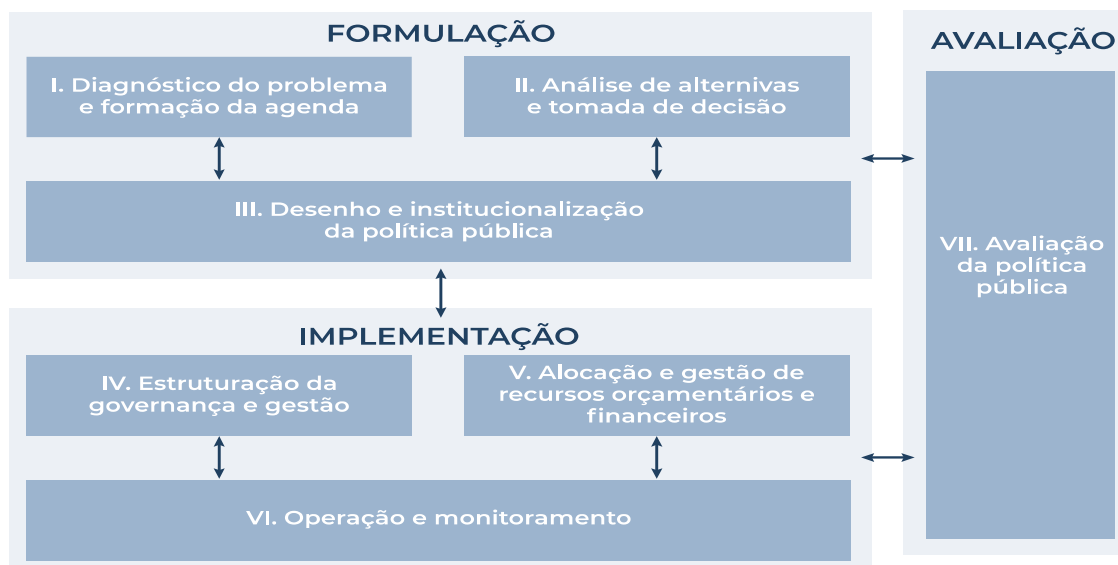 FORMULAÇÃO
I. Diagnóstico do problema
e formação da agenda
II. Análise de alternivas
e tomada de decisão
III. Desenho e institucionalização
da política pública
IMPLEMENTAÇÃO
IV. Estruturação da
governança e gestão
V. Alocação e gestão de
recursos orçamentários e
financeiros
VI. Operação e monitoramento
AVALIAÇÃO
VII. Avaliação
da política
pública